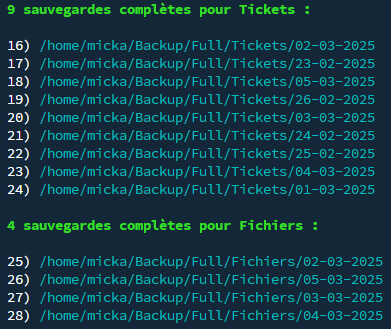 9 sauvegardes complètes pour Tickets :
16) /home/micka/Backup/Full/Tickets/02-03-2025
17) /home/micka/Backup/Full/Tickets/23-02-2025
18) /home/micka/Backup/Full/Tickets/05-03-2025
19) /home/micka/Backup/Full/Tickets/26-02-2025
20) /home/micka/Backup/Full/Tickets/03-03-2025
21) /home/micka/Backup/Full/Tickets/24-02-2025
22) /home/micka/Backup/Full/Tickets/25-02-2025
23) /home/micka/Backup/Full/Tickets/04-03-2025
24) /home/micka/Backup/Full/Tickets/01-03-2025
4 sauvegardes complètes pour Fichiers :
25) /home/micka/Backup/Full/Fichiers/02-03-2025
26) /home/micka/Backup/Full/Fichiers/05-03-2025
27) /home/micka/Backup/Full/Fichiers/03-03-2025
28) /home/micka/Backup/Full/Fichiers/04-03-2025